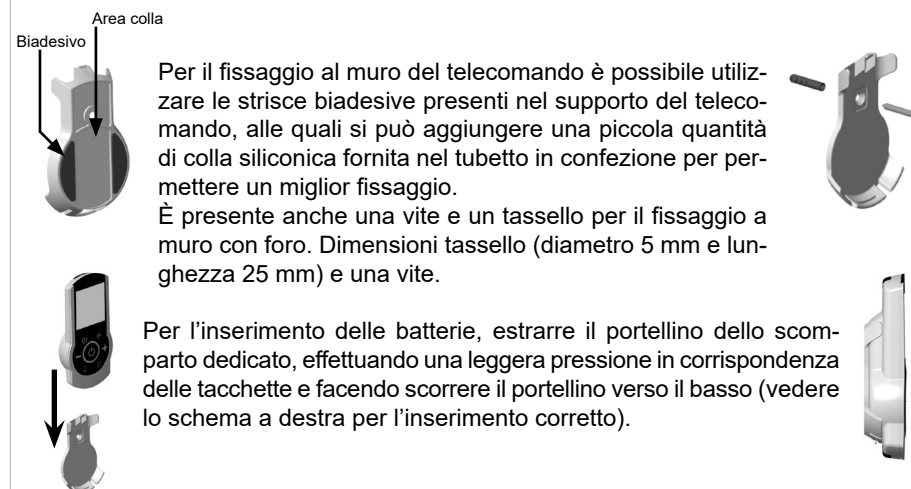 Area colla
Biadesivo
Per il fissaggio al muro del telecomando è possibile utiliz-
zare le strisce biadesive presenti nel supporto del teleco-
mando, alle quali si può aggiungere una piccola quantità
di colla siliconica fornita nel tubetto in confezione per per-
mettere un miglior fissaggio.
È presente anche una vite e un tassello per il fissaggio a
muro con foro. Dimensioni tassello (diametro 5 mm e lun-
ghezza 25 mm) e una vite.
Per l'inserimento delle batterie, estrarre il portellino dello scom-
parto dedicato, effettuando una leggera pressione in corrispondenza
delle tacchette e facendo scorrere il portellino verso il basso (vedere
lo schema a destra per l'inserimento corretto).